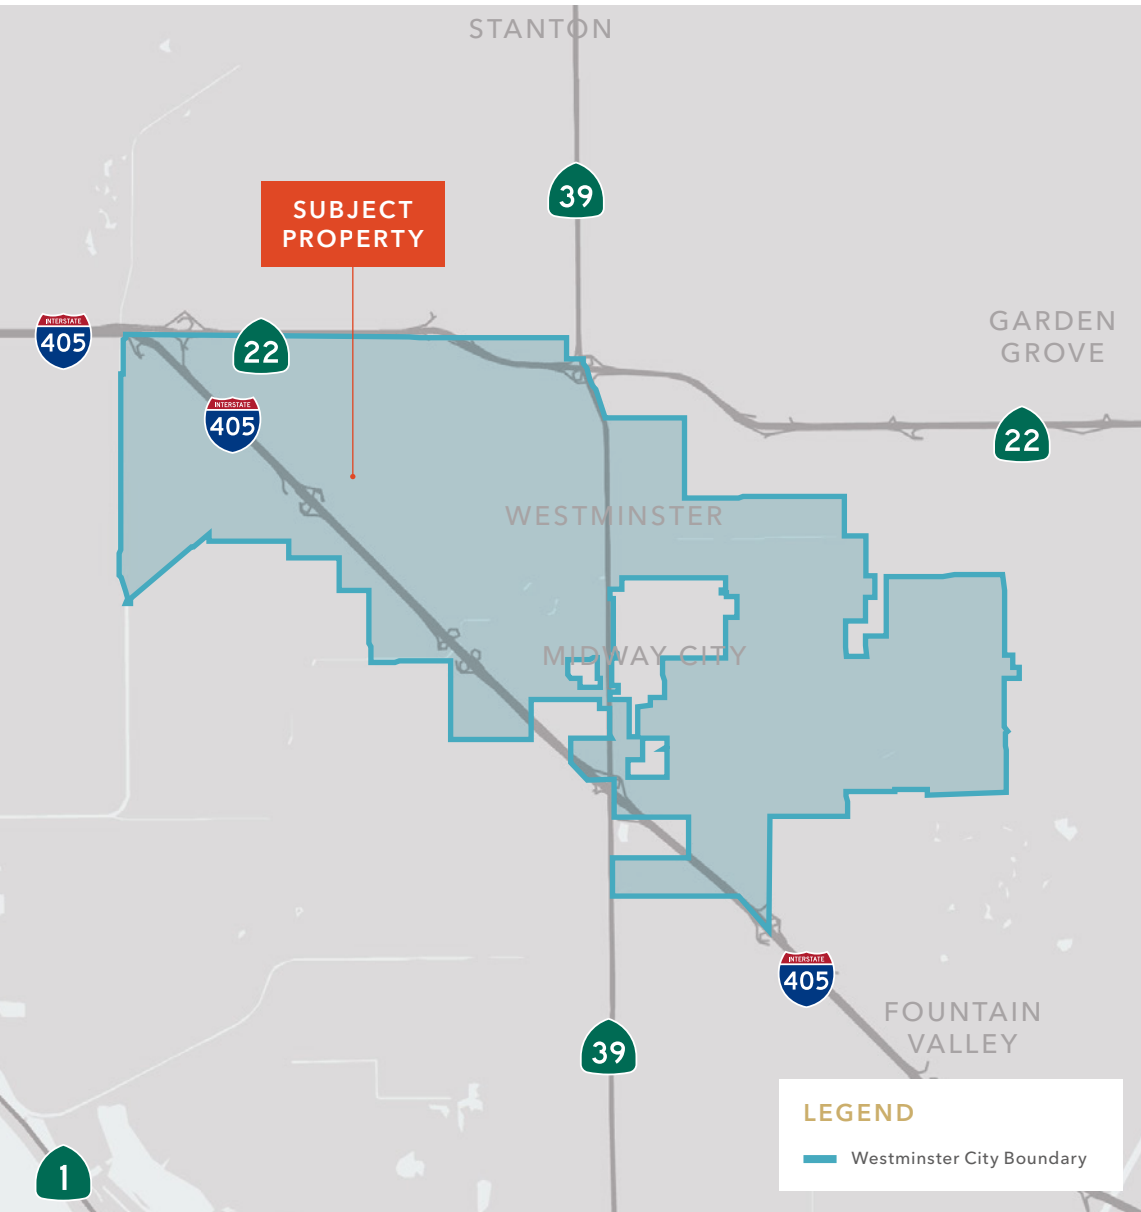 STANTON
39
SUBJECT
PROPERTY
INTERSTATE
405
22
GARDEN
GROVE
INTERSTATE
405
22
WESTMINSTER
MIDWAY CITY
INTERSTATE
405
FOUNTAIN
VALLEY
39
LEGEND
Westminster City Boundary
1